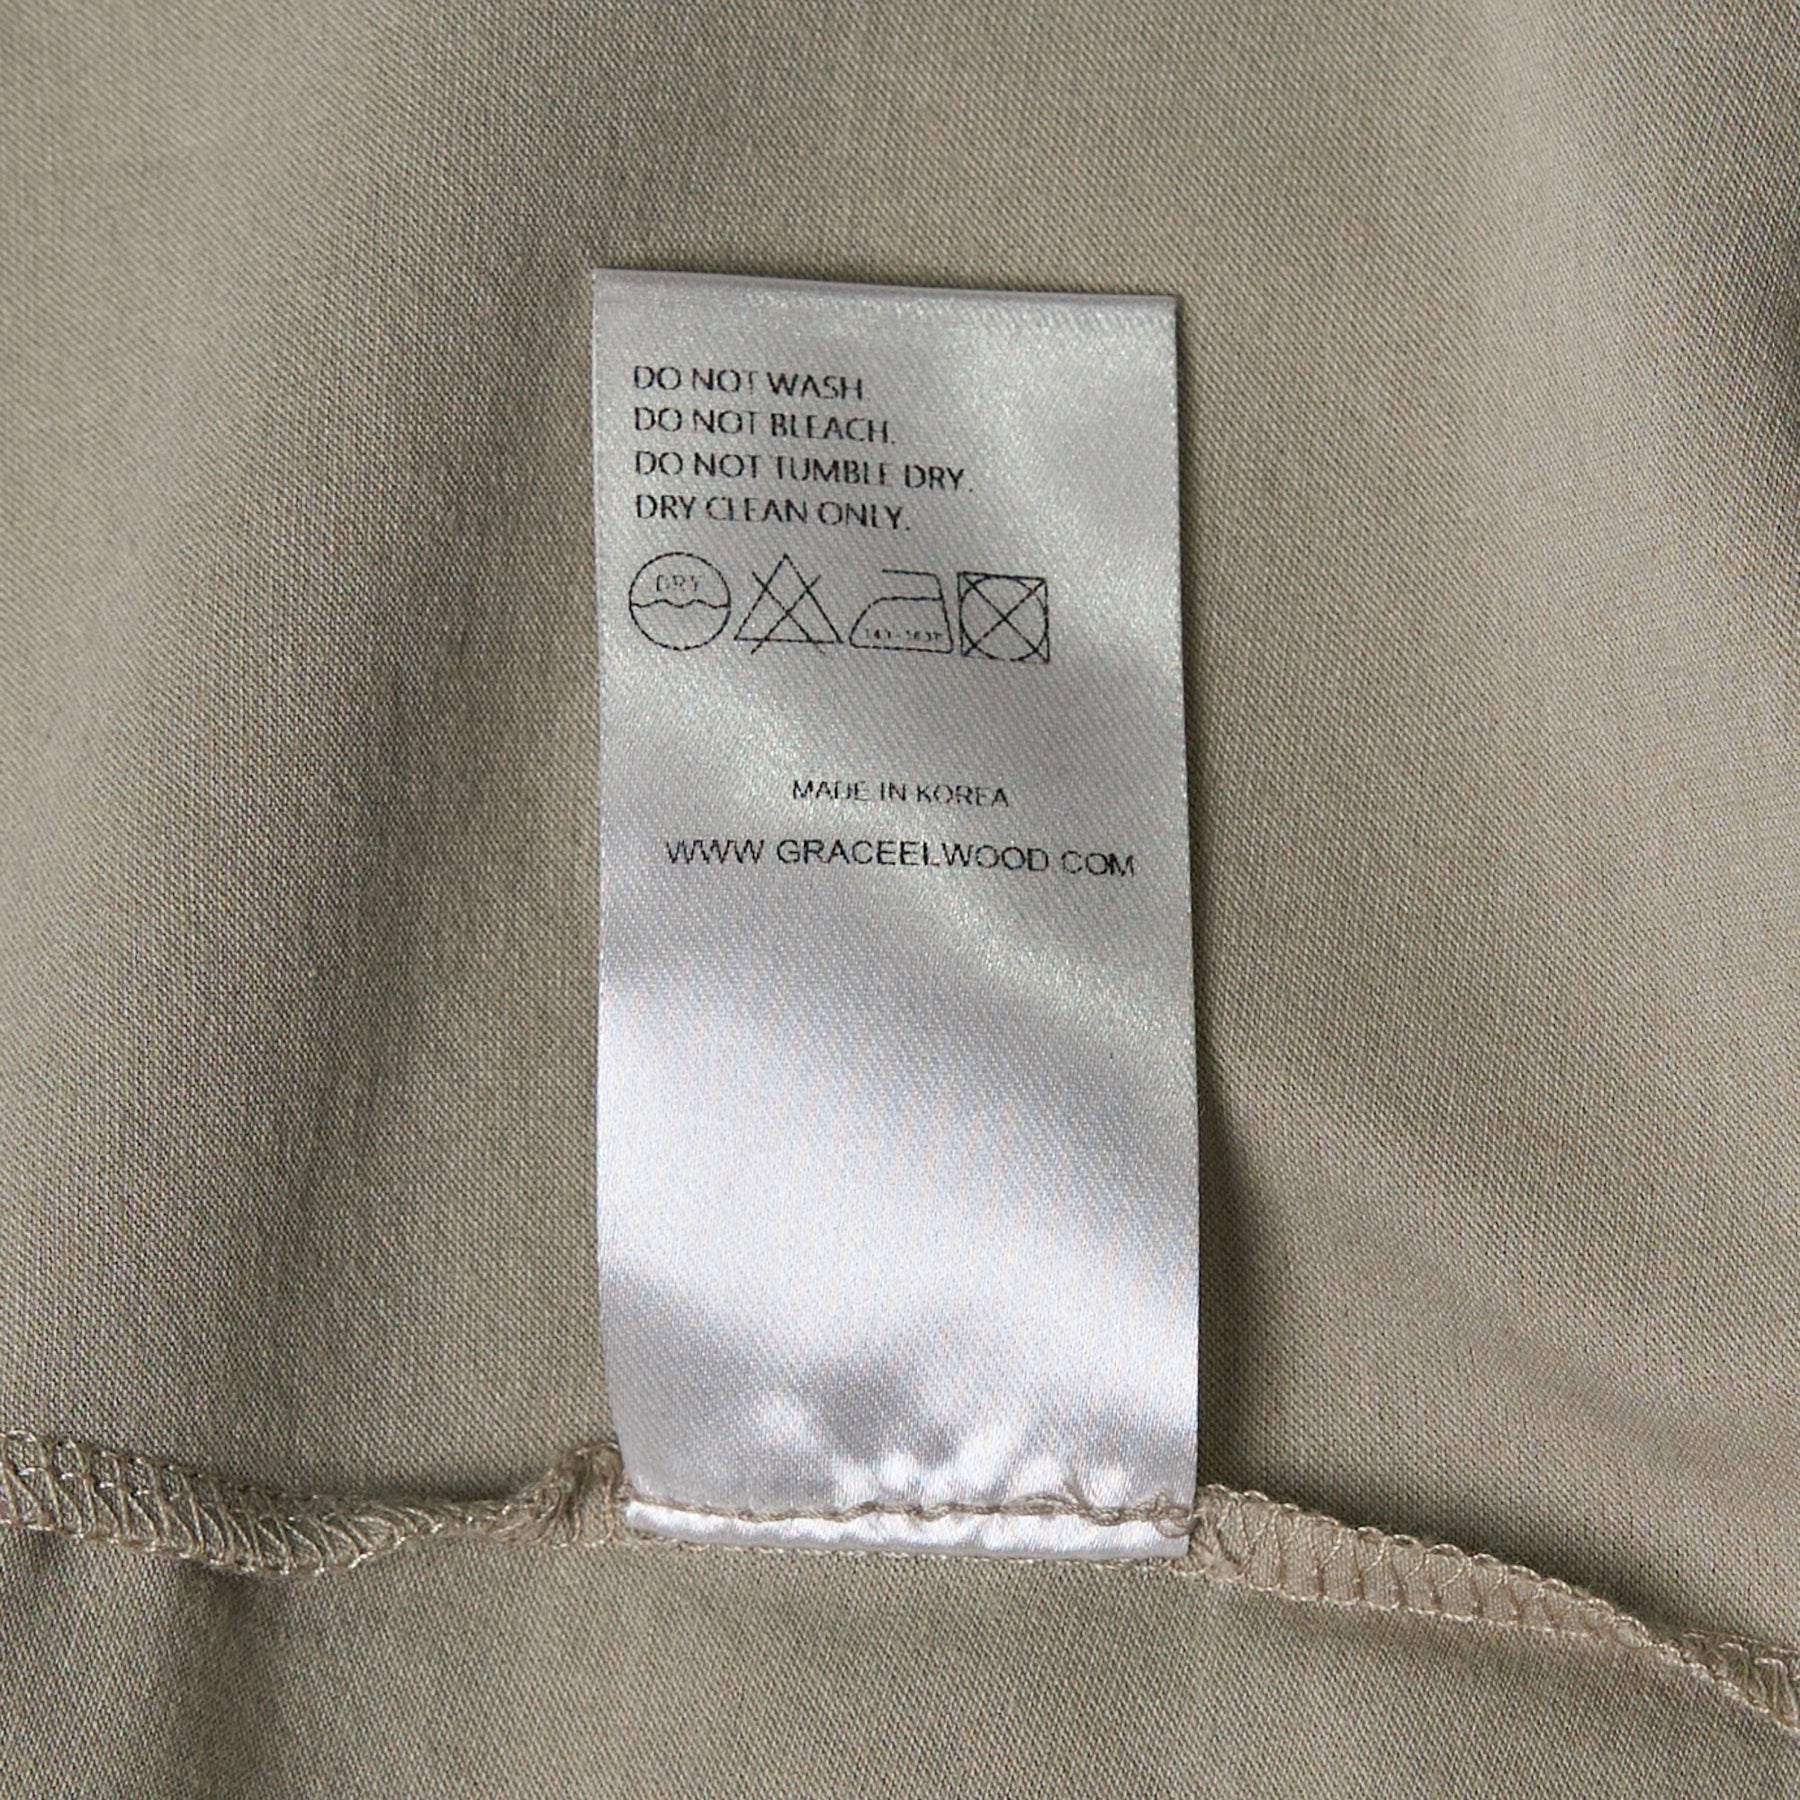 DO NOT WASH.
DO NOT BLEACH.
DO NOT TUMBLE DRY.
DRY CLEAN ONLY.
DRY
MADE IN KOREA
WWW.GRACEELWOOD.COM